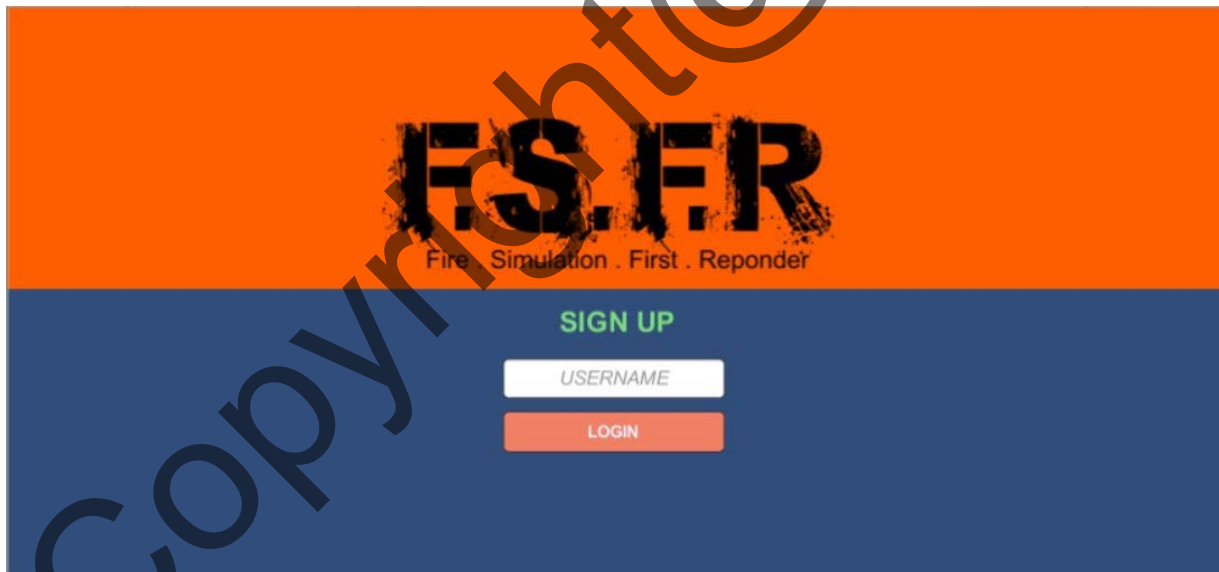 Copyright©
F.S.F.R
Fire . Simulation . First . Reponder
SIGN UP
USERNAME
LOGIN